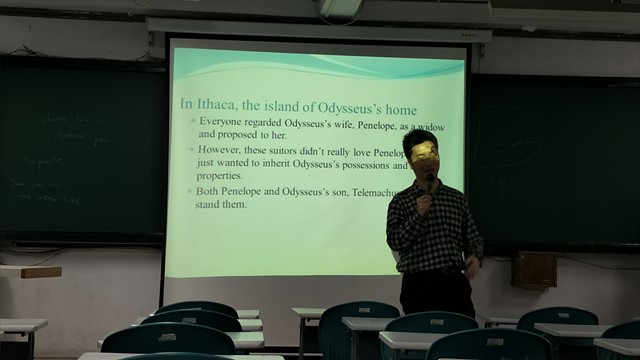 In Ithaca, the island of Odysseus's home
Everyone regarded Odysseus's wife, Penelope, as a widow
and proposed to her.
However, these suitors didn't really love Penelop
just wanted to inherit Odysseus's possessions and
properties.
Both Penelope and Odysseus's son, Telemachu
stand them.